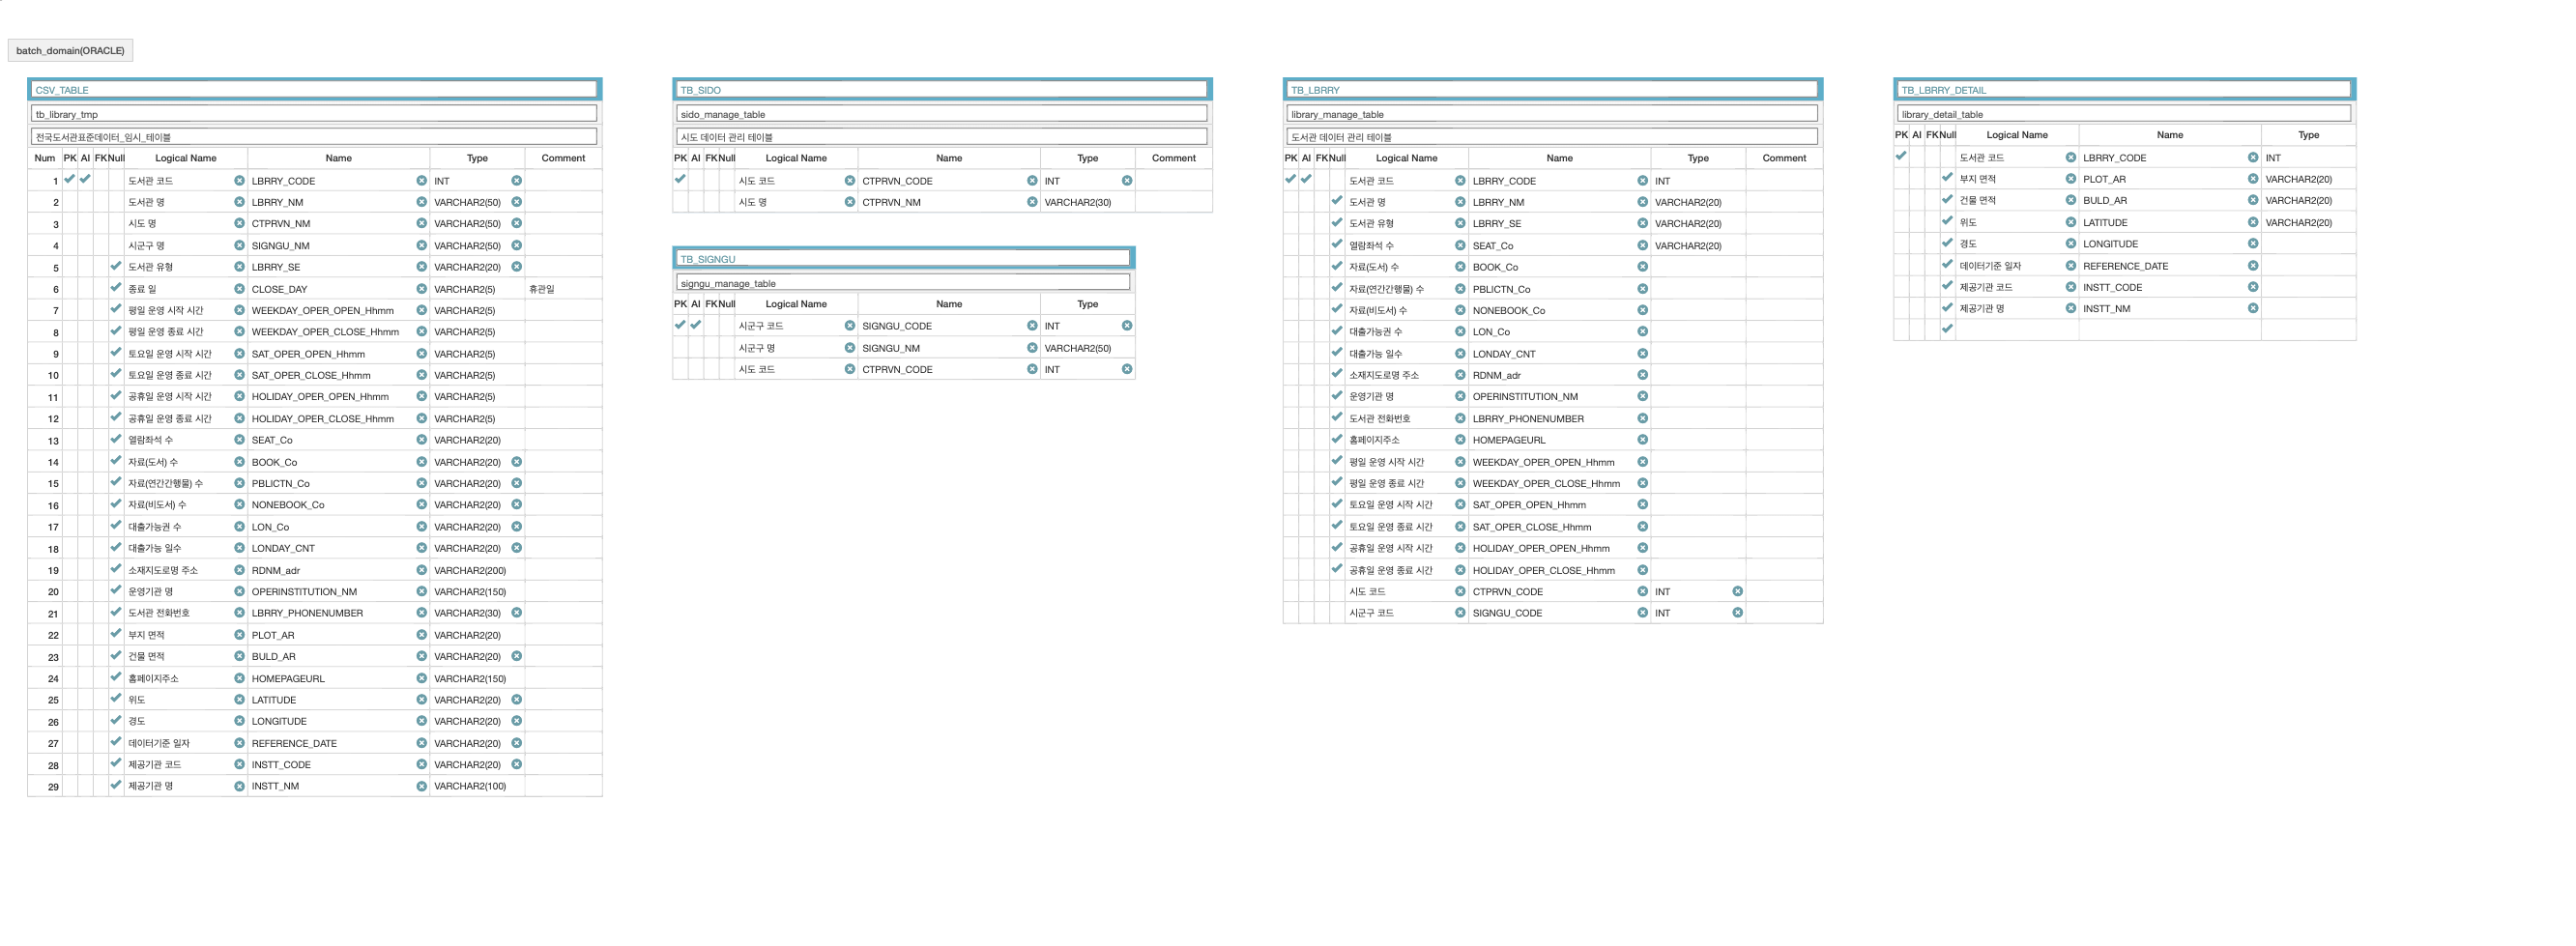 batch_domain(ORACLE)
CSV_TABLE
tb_library_tmp
전국도서관표준데이터_임시_테이블
Num PK AI FK Null Logical Name Name Type Comment
1 도서관 코드 LBRRY_CODE INT
2 도서관 명 LBRRY_NM VARCHAR2(50)
3 시도 명 CTPRVN_NM VARCHAR2(50)
4 시군구 명 SIGNGU_NM VARCHAR2(50)
5 도서관 유형 LBRRY_SE VARCHAR2(20)
6 종료 일 CLOSE_DAY VARCHAR2(5) 휴관일
7 평일 운영 시작 시간 WEEKDAY_OPER_OPEN_Hhmm VARCHAR2(5)
8 평일 운영 종료 시간 WEEKDAY_OPER_CLOSE_Hhmm VARCHAR2(5)
9 토요일 운영 시작 시간 SAT_OPER_OPEN_Hhmm VARCHAR2(5)
10 토요일 운영 종료 시간 SAT_OPER_CLOSE_Hhmm VARCHAR2(5)
11 공휴일 운영 시작 시간 HOLIDAY_OPER_OPEN_Hhmm VARCHAR2(5)
12 공휴일 운영 종료 시간 HOLIDAY_OPER_CLOSE_Hhmm VARCHAR2(5)
13 열람좌석 수 SEAT_Co VARCHAR2(20)
14 자료(도서) 수 BOOK_Co VARCHAR2(20)
15 자료(연간간행물) 수 PBLICTN_Co VARCHAR2(20)
16 자료(비도서) 수 NONEBOOK_Co VARCHAR2(20)
17 대출가능권 수 LON_Co VARCHAR2(20)
18 대출가능 일수 LONDAY_CNT VARCHAR2(20)
19 소재지도로명 주소 RDNM_adr VARCHAR2(200)
20 운영기관 명 OPERINSTITUTION_NM VARCHAR2(150)
21 도서관 전화번호 LBRRY_PHONENUMBER VARCHAR2(30)
22 부지 면적 PLOT_AR VARCHAR2(20)
23 건물 면적 BULD_AR VARCHAR2(20)
24 홈페이지주소 HOMEPAGEURL VARCHAR2(150)
25 위도 LATITUDE VARCHAR2(20)
26 경도 LONGITUDE VARCHAR2(20)
27 데이터기준 일자 REFERENCE_DATE VARCHAR2(20)
28 제공기관 코드 INSTT_CODE VARCHAR2(20)
29 제공기관 명 INSTT_NM VARCHAR2(100)
TB_SIDO
sido_manage_table
시도 데이터 관리 테이블
PK AI FK Null Logical Name Name Type Comment
시도 코드 CTPRVN_CODE INT
시도 명 CTPRVN_NM VARCHAR2(30)
TB_SIGNGU
signgu_manage_table
PK AI FK Null Logical Name Name Type
시군구 코드 SIGNGU_CODE INT
시군구 명 SIGNGU_NM VARCHAR2(50)
시도 코드 CTPRVN_CODE INT
TB_LBRRY
library_manage_table
도서관 데이터 관리 테이블
PK AI FK Null Logical Name Name Type Comment
도서관 코드 LBRRY_CODE INT
도서관 명 LBRRY_NM VARCHAR2(20)
도서관 유형 LBRRY_SE VARCHAR2(20)
열람좌석 수 SEAT_Co VARCHAR2(20)
자료(도서) 수 BOOK_Co
자료(연간간행물) 수 PBLICTN_Co
자료(비도서) 수 NONEBOOK_Co
대출가능권 수 LON_Co
대출가능 일수 LONDAY_CNT
소재지도로명 주소 RDNM_adr
운영기관 명 OPERINSTITUTION_NM
도서관 전화번호 LBRRY_PHONENUMBER
홈페이지주소 HOMEPAGEURL
평일 운영 시작 시간 WEEKDAY_OPER_OPEN_Hhmm
평일 운영 종료 시간 WEEKDAY_OPER_CLOSE_Hhmm
토요일 운영 시작 시간 SAT_OPER_OPEN_Hhmm
토요일 운영 종료 시간 SAT_OPER_CLOSE_Hhmm
공휴일 운영 시작 시간 HOLIDAY_OPER_OPEN_Hhmm
공휴일 운영 종료 시간 HOLIDAY_OPER_CLOSE_Hhmm
시도 코드 CTPRVN_CODE INT
시군구 코드 SIGNGU_CODE INT
TB_LBRRY_DETAIL
library_detail_table
PK AI FK Null Logical Name Name Type
도서관 코드 LBRRY_CODE INT
부지 면적 PLOT_AR VARCHAR2(20)
건물 면적 BULD_AR VARCHAR2(20)
위도 LATITUDE VARCHAR2(20)
경도 LONGITUDE
데이터기준 일자 REFERENCE_DATE
제공기관 코드 INSTT_CODE
제공기관 명 INSTT_NM